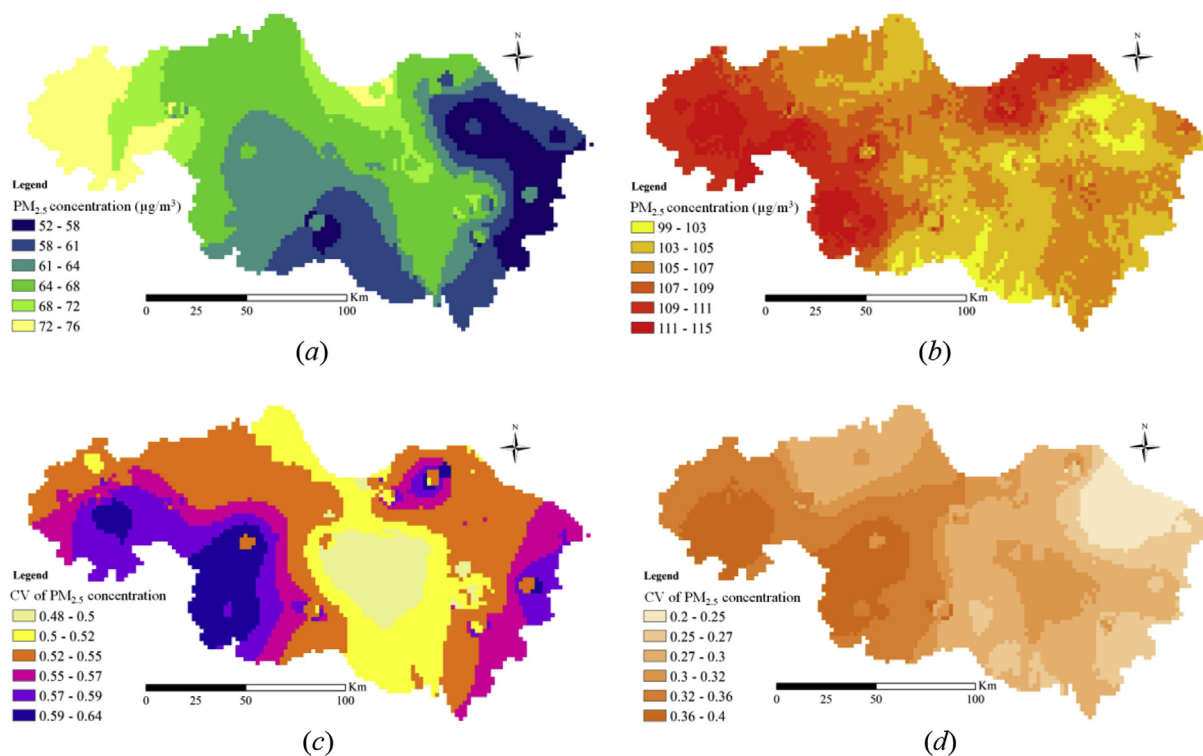 N
Legend
PM2.5 concentration (µg/m3)
52 - 58
58 - 61
61 - 64
64 - 68
68 - 72
72 - 76
Km
0 25 50 100
(a)
N
Legend
PM2.5 concentration (µg/m3)
99 - 103
103 - 105
105 - 107
107 - 109
109 - 111
111 - 115
Km
0 25 50 100
(b)
N
Legend
CV of PM2.5 concentration
0.48 - 0.5
0.5 - 0.52
0.52 - 0.55
0.55 - 0.57
0.57 - 0.59
0.59 - 0.64
Km
0 25 50 100
(c)
N
Legend
CV of PM2.5 concentration
0.2 - 0.25
0.25 - 0.27
0.27 - 0.3
0.3 - 0.32
0.32 - 0.36
0.36 - 0.4
Km
0 25 50 100
(d)